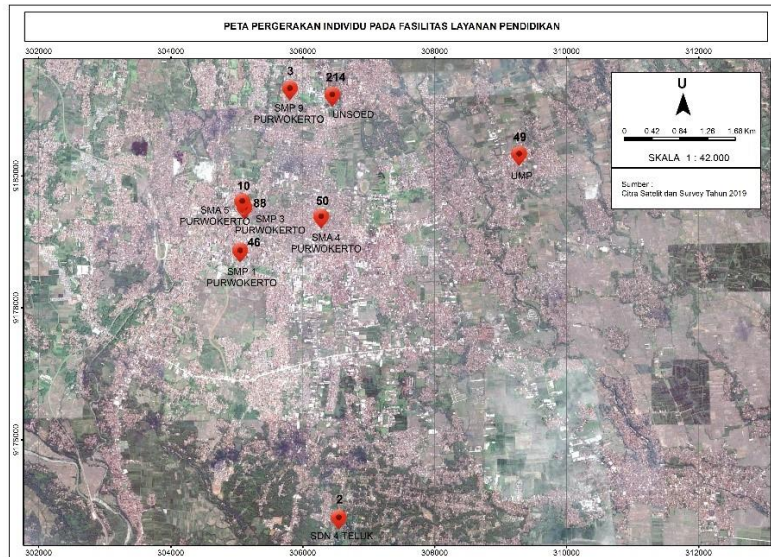 PETA PERGERAKAN INDIVIDU PADA FASILITAS LAYANAN PENDIDIKAN
302000 304000 306000 308000 310000 312000
3
SMP 9
PURWOKERTO
214
UNSOED
49
UMP
10
SMA 5
PURWOKERTO
88
SMP 3
PURWOKERTO
50
SMA 4
PURWOKERTO
46
SMP 1
PURWOKERTO
2
SDN 4 TELUK
9180000
9178000
U
0 0.42 0.84 1.26 1.68 KM
SKALA 1 : 42.000
Sumber :
Citra Satelit dan Survey Tahun 2019
302000 304000 306000 308000 310000 312000